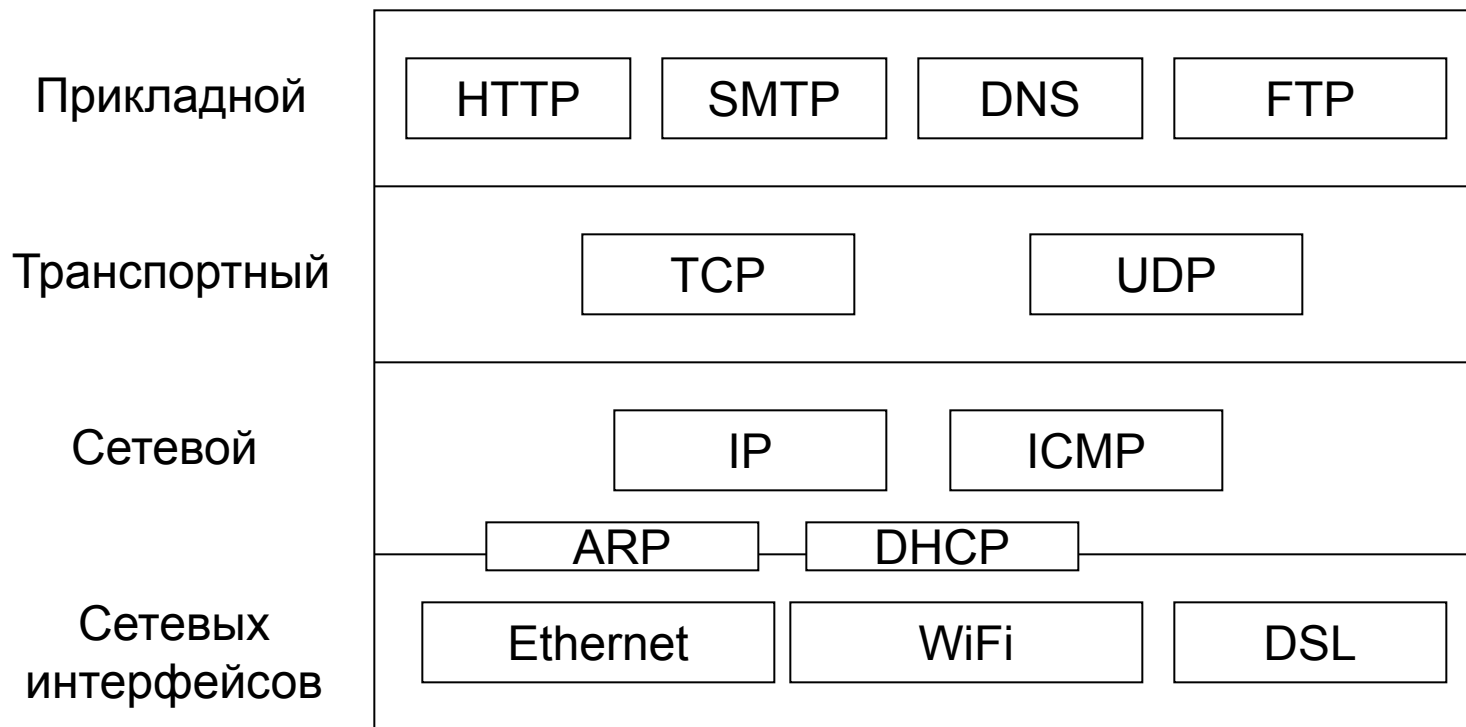 Прикладной
HTTP SMTP DNS FTP
Транспортный
TCP UDP
Сетевой
IP ICMP
ARP DHCP
Сетевых
интерфейсов
Ethernet WiFi DSL